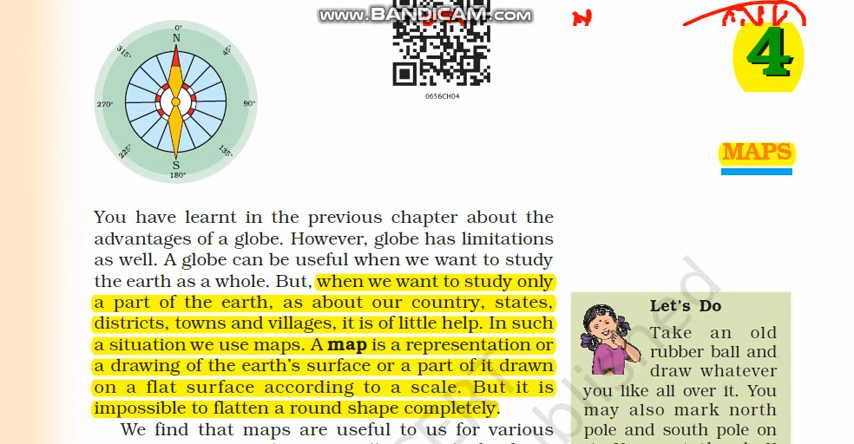 www.BANDICAM.com
N
4
0°
N
45°
90°
135°
S
180°
225°
270°
315°
0656CH04
MAPS
You have learnt in the previous chapter about the
advantages of a globe. However, globe has limitations
as well. A globe can be useful when we want to study
the earth as a whole. But, when we want to study only
a part of the earth, as about our country, states,
districts, towns and villages, it is of little help. In such
a situation we use maps. A map is a representation or
a drawing of the earth's surface or a part of it drawn
on a flat surface according to a scale. But it is
impossible to flatten a round shape completely.
We find that maps are useful to us for various
Let's Do
Take an old
rubber ball and
draw whatever
you like all over it. You
may also mark north
pole and south pole on